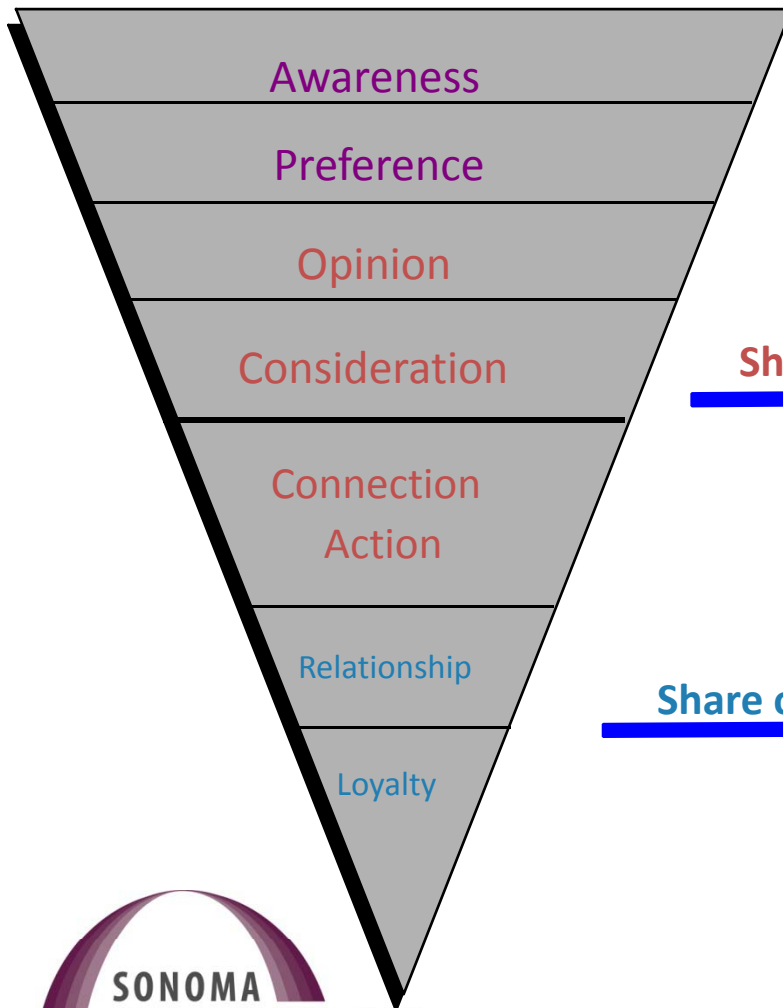 Awareness
Preference
Opinion
Consideration
Sh
Connection
Action
Relationship
Share
Loyalty
SONOMA